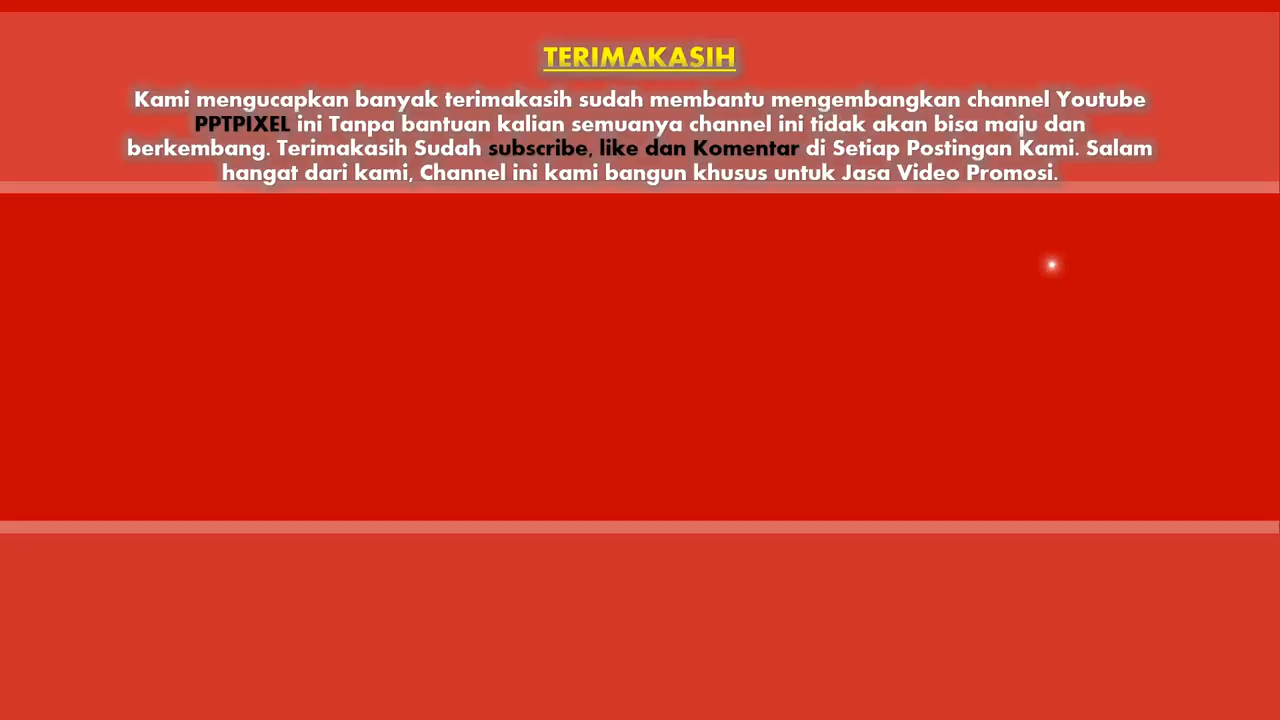 TERIMAKASIH
Kami mengucapkan banyak terimakasih sudah membantu mengembangkan channel Youtube
PPTPIXEL ini Tanpa bantuan kalian semuanya channel ini tidak akan bisa maju dan
berkembang. Terimakasih Sudah subscribe, like dan Komentar di Setiap Postingan Kami. Salam
hangat dari kami, Channel ini kami bangun khusus untuk Jasa Video Promosi.